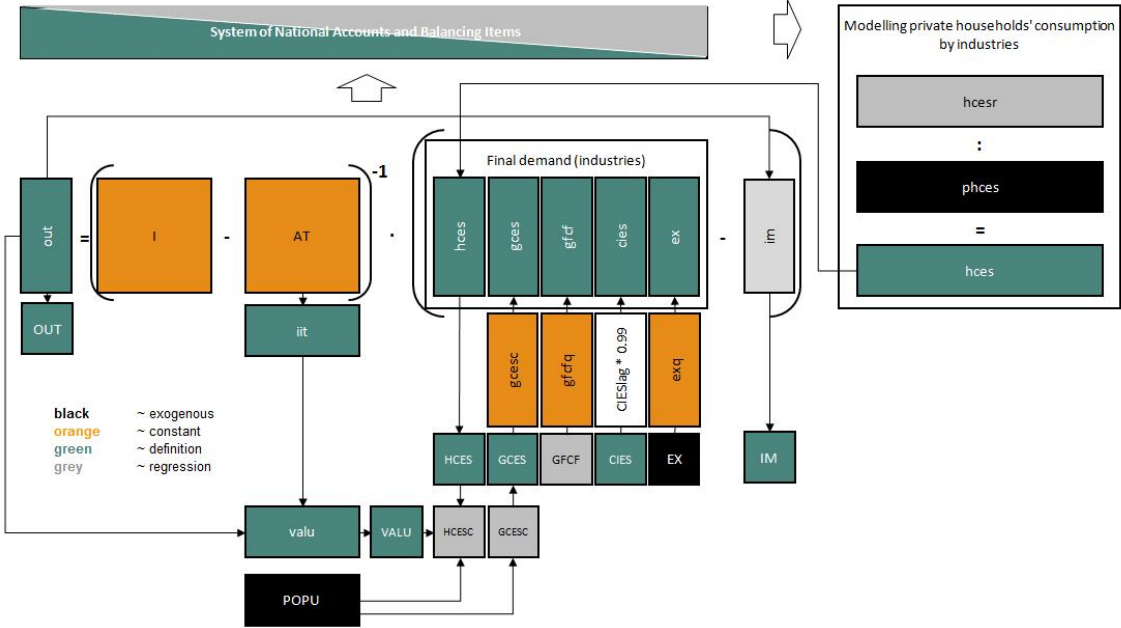 System of National Accounts and Balancing Items
Modelling private households' consumption
by industries
hcesr
:
phces
=
hces
Final demand (industries)
out
=
I
-
AT
-1
·
hces
gces
gfcf
cies
ex
-
im
OUT
iit
gcesc
gfcfq
CIESlag * 0.99
exq
black ~ exogenous
orange ~ constant
green ~ definition
grey ~ regression
HCES
GCES
GFCF
CIES
EX
IM
valu
VALU
HCESC
GCESC
POPU